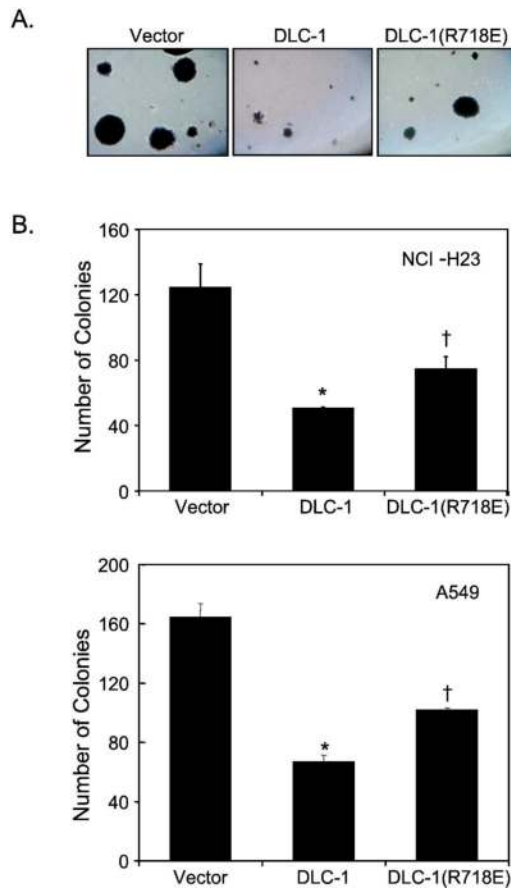 A.
Vector DLC-1 DLC-1(R718E)
B.
160
NCI -H23
120
†
80
*
40
0
Number of Colonies
Vector DLC-1 DLC-1(R718E)
200
A549
160
120
†
80
*
40
0
Number of Colonies
Vector DLC-1 DLC-1(R718E)